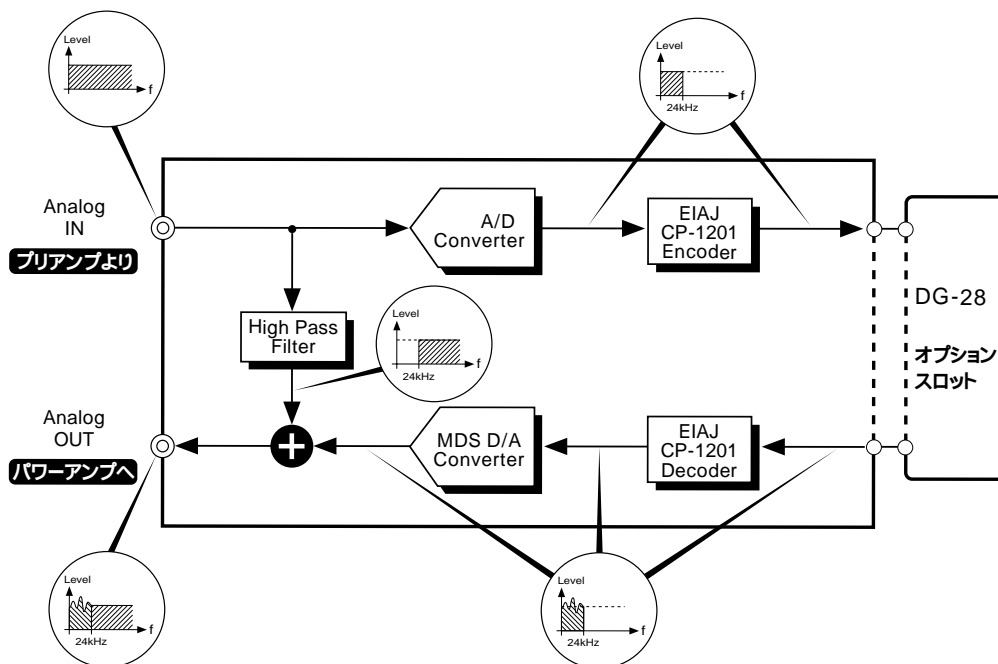 Level
f
Level
24kHz
f
Analog
IN
プリアンプより
A/D
Converter
EIAJ
CP-1201
Encoder
DG-28
オプション
スロット
High Pass
Filter
Level
24kHz
f
Analog
OUT
パワーアンプへ
MDS D/A
Converter
EIAJ
CP-1201
Decoder
Level
24kHz
f
Level
24kHz
f